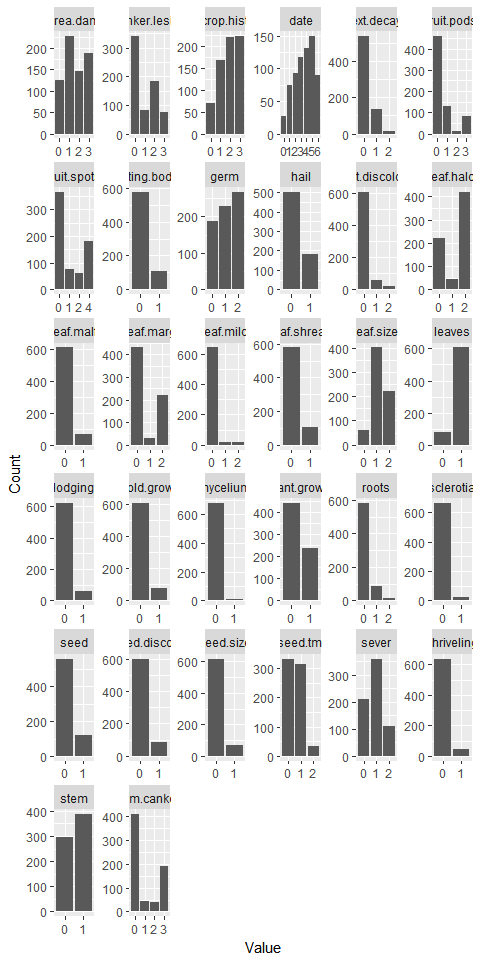 rea.dan nker.lesi crop.hist date ext.decay ruit.pods
200 150 100 50 0 300 200 100 0 200 150 100 50 0 150 100 50 0 400 200 0 400 300 200 100 0
0 1 2 3 0 1 2 3 0 1 2 3 0123456 0 1 2 0 1 2 3
uit.spot ting.bod germ hail t.discolo eaf.halo
300 200 100 0 600 400 200 0 200 100 0 500 400 300 200 100 0 600 400 200 0 400 300 200 100 0
0 1 2 4 0 1 0 1 2 0 1 0 1 2 0 1 2
eaf.malf eaf.marg eaf.milc af.shrea eaf.size leaves
600 400 200 0 400 300 200 100 0 600 400 200 0 600 400 200 0 400 300 200 100 0 600 400 200 0
0 1 0 1 2 0 1 2 0 1 0 1 2 0 1
lodging old.grow nycelium ant.grow roots sclerotia
600 400 200 0 600 400 200 0 600 400 200 0 400 300 200 100 0 600 400 200 0 600 400 200 0
0 1 0 1 0 1 0 1 0 1 2 0 1
seed ed.disco eed.size seed.tm sever hriveling
400 200 0 600 400 200 0 600 400 200 0 300 200 100 0 300 200 100 0 600 400 200 0
0 1 0 1 0 1 0 1 2 0 1 2 0 1
stem m.canke
400 300 200 100 0 400 300 200 100 0
0 1 0 1 2 3
Count
Value